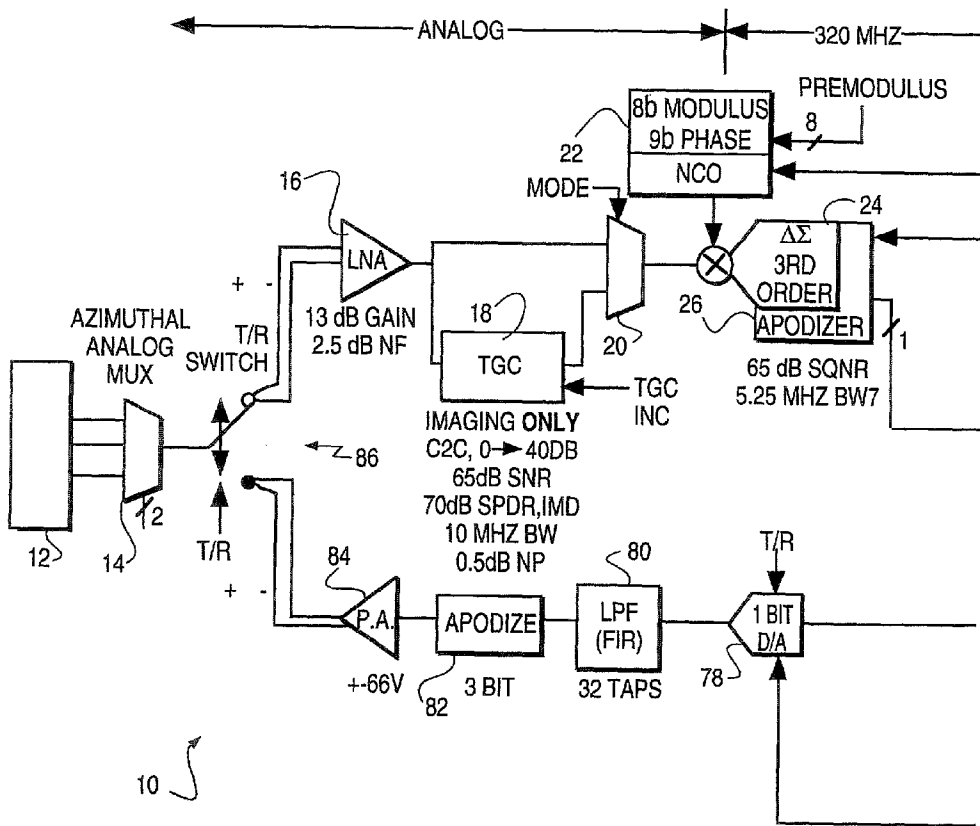 ANALOG
320 MHZ
PREMODULUS
8
8b MODULUS
9b PHASE
NCO
22
MODE
16
LNA
+ -
13 dB GAIN
2.5 dB NF
T/R
SWITCH
AZIMUTHAL
ANALOG
MUX
18
TGC
TGC
INC
20
24
ΔΣ
3RD
ORDER
26
APODIZER
1
65 dB SQNR
5.25 MHZ BW7
IMAGING ONLY
C2C, 0→40DB
65dB SNR
70dB SPDR,IMD
10 MHZ BW
0.5dB NP
86
12
14
2
T/R
+ -
84
P.A.
+-66V
APODIZE
82
3 BIT
80
LPF
(FIR)
32 TAPS
T/R
1 BIT
D/A
78
10